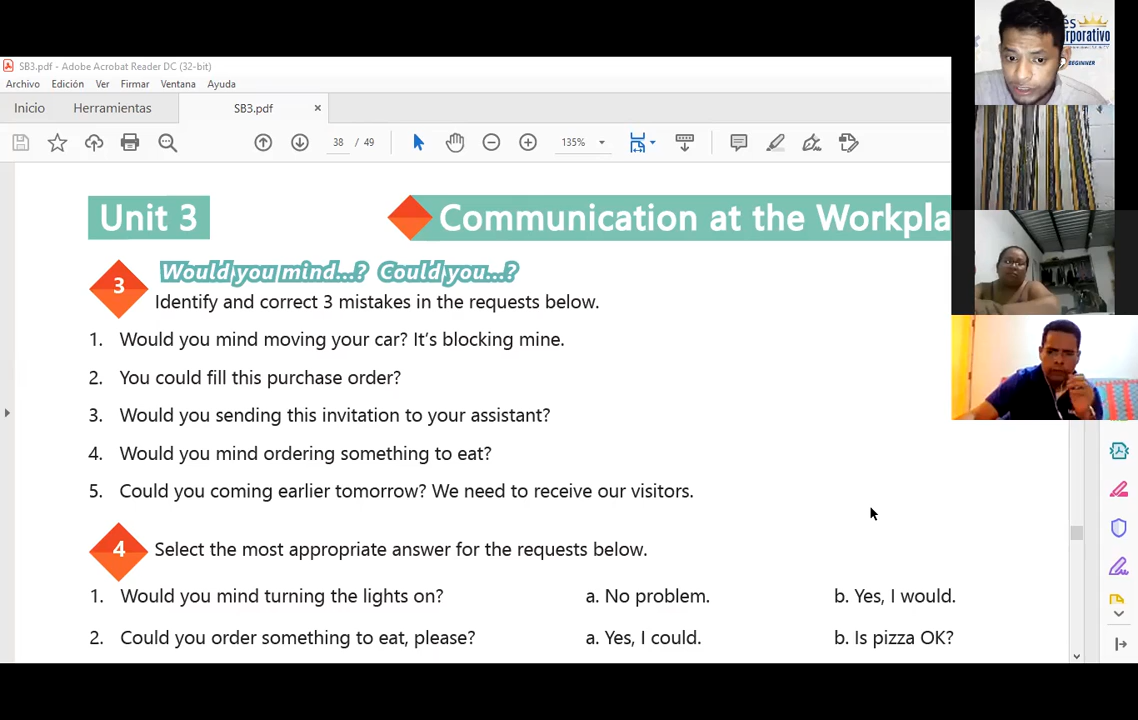 SB3.pdf - Adobe Acrobat Reader DC (32-bit)
Archivo Edición Ver Firmar Ventana Ayuda
Inicio Herramientas SB3.pdf ×
38 / 49 135%
Unit 3 Communication at the Workpla
3 Would you mind...? Could you...?
Identify and correct 3 mistakes in the requests below.
1. Would you mind moving your car? It's blocking mine.
2. You could fill this purchase order?
3. Would you sending this invitation to your assistant?
4. Would you mind ordering something to eat?
5. Could you coming earlier tomorrow? We need to receive our visitors.
4 Select the most appropriate answer for the requests below.
1. Would you mind turning the lights on? a. No problem. b. Yes, I would.
2. Could you order something to eat, please? a. Yes, I could. b. Is pizza OK?
és
orporativo
BEGINNER